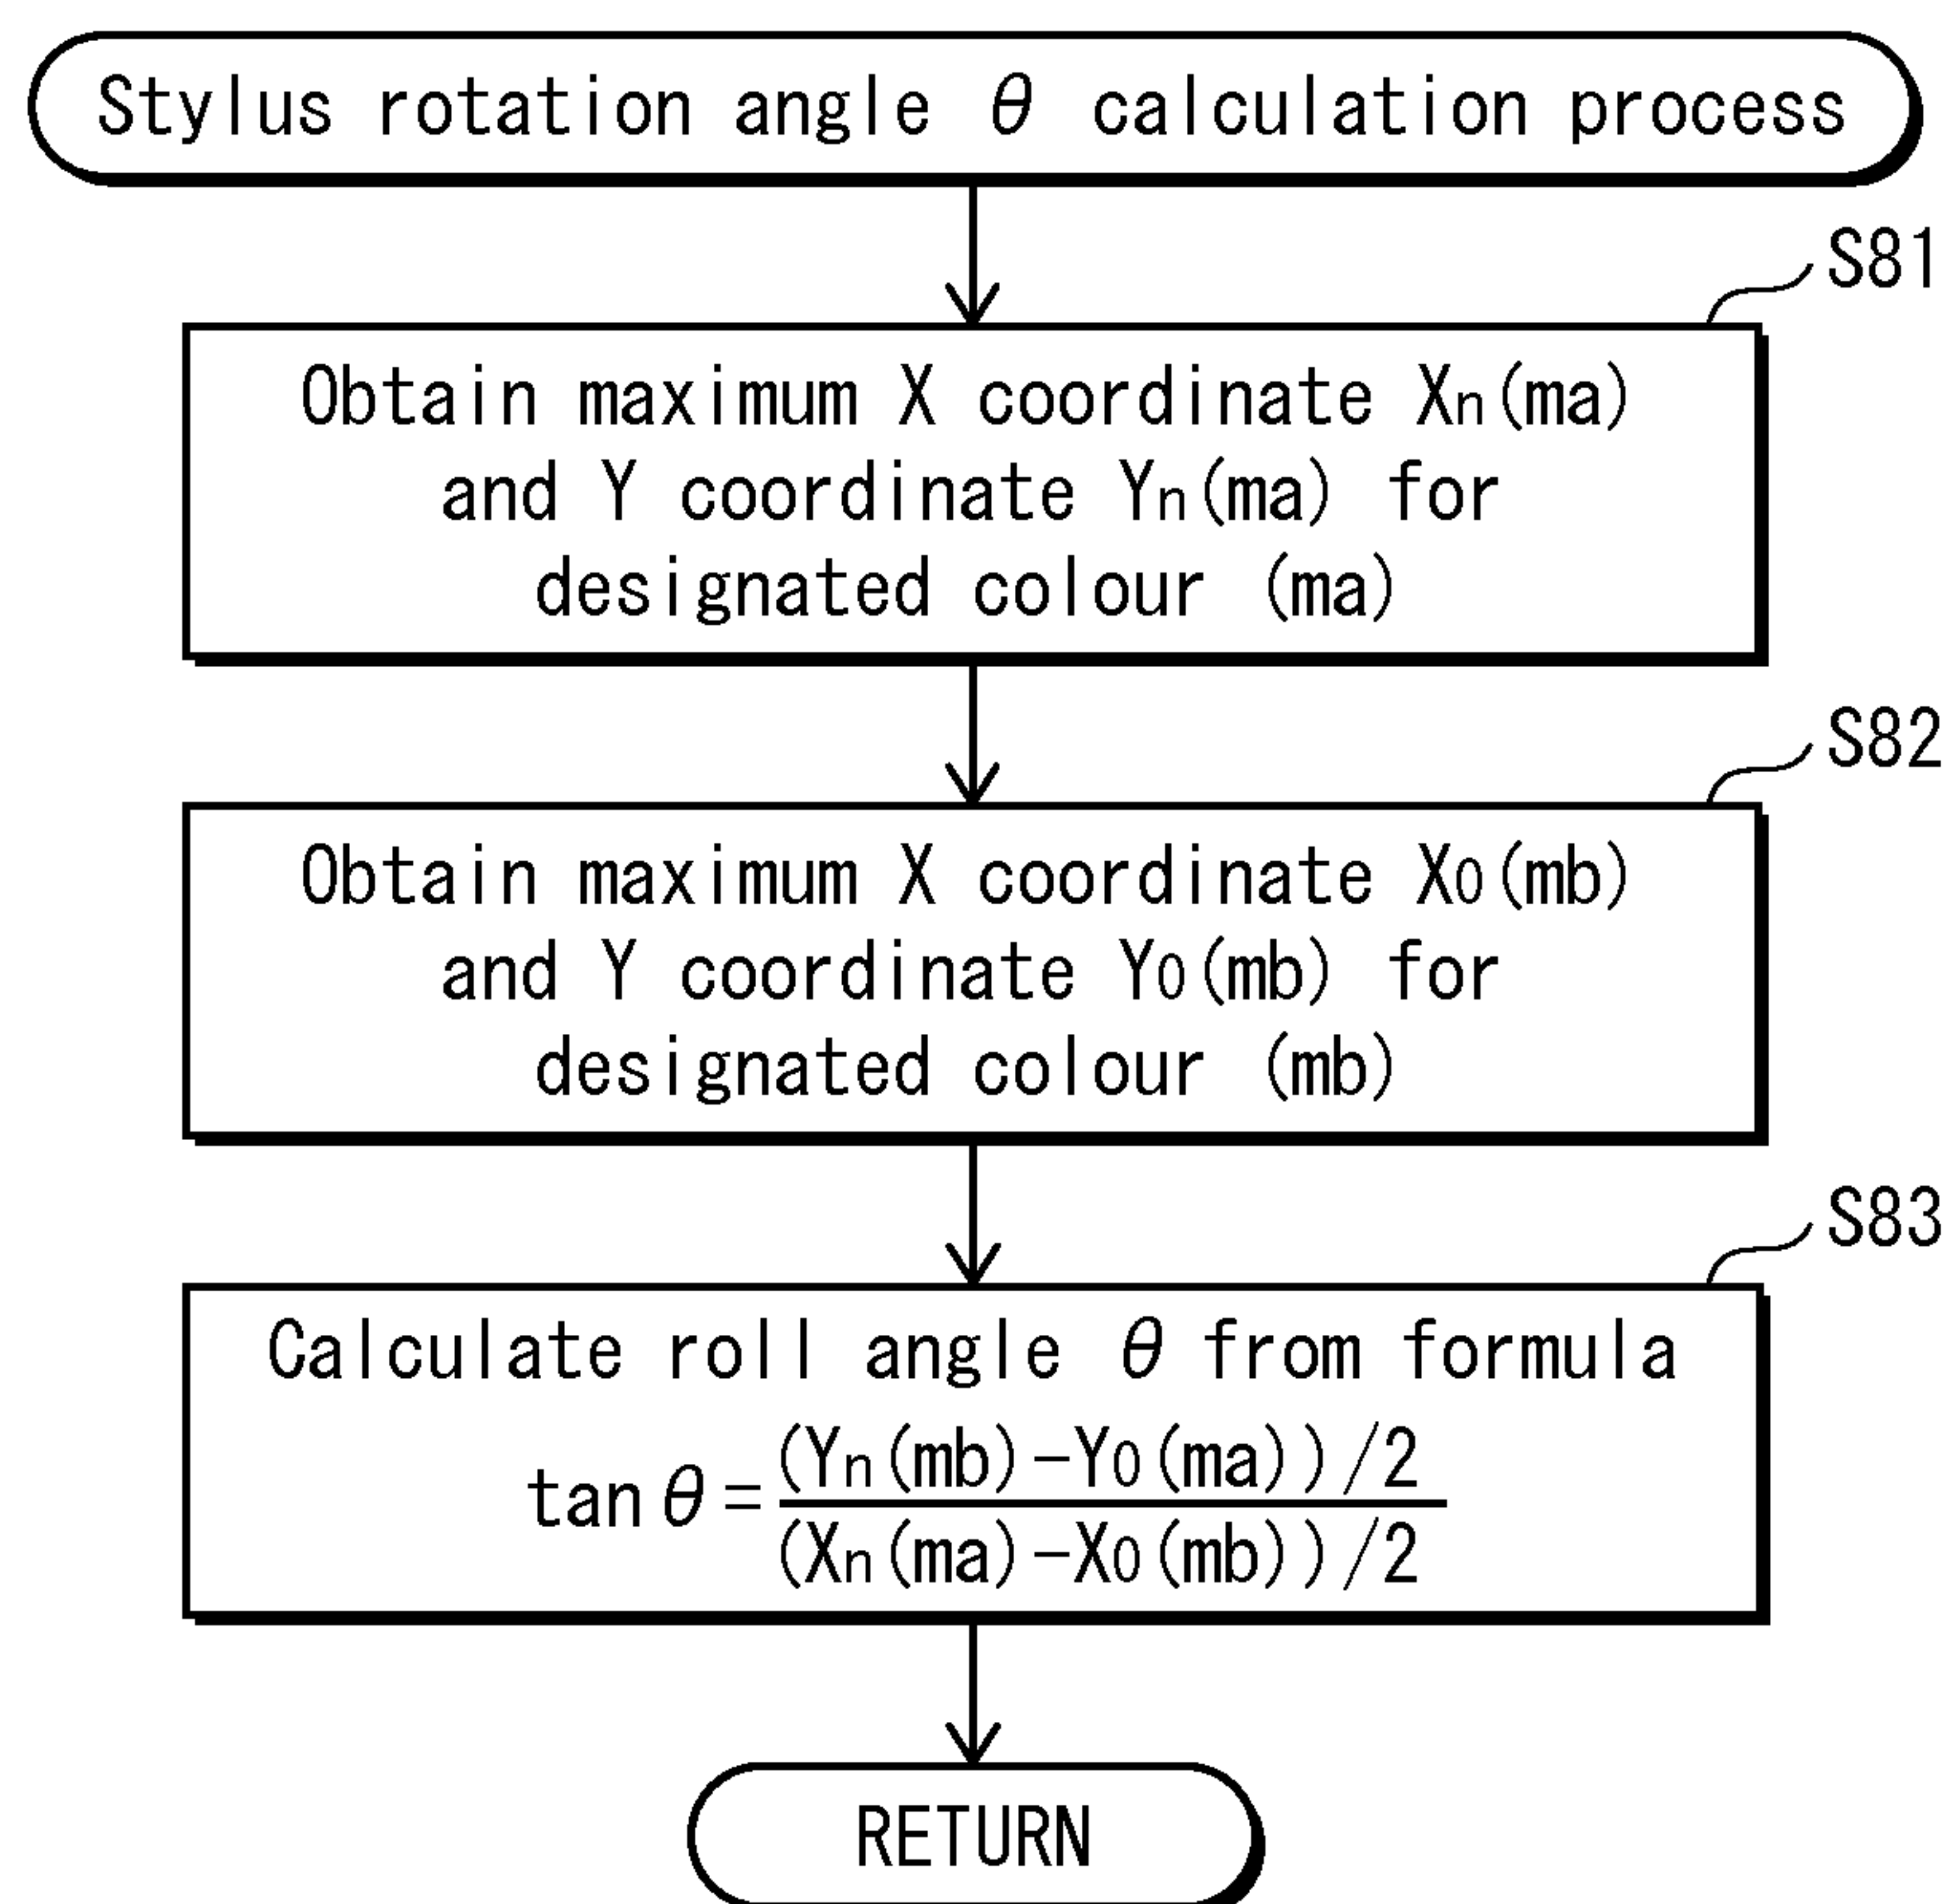 Stylus rotation angle θ calculation process
S81
Obtain maximum X coordinate Xn(ma)
and Y coordinate Yn(ma) for
designated colour (ma)
S82
Obtain maximum X coordinate X0(mb)
and Y coordinate Y0(mb) for
designated colour (mb)
S83
Calculate roll angle θ from formula
tanθ=(Yn(mb)-Y0(ma))/2
(Xn(ma)-X0(mb))/2
RETURN